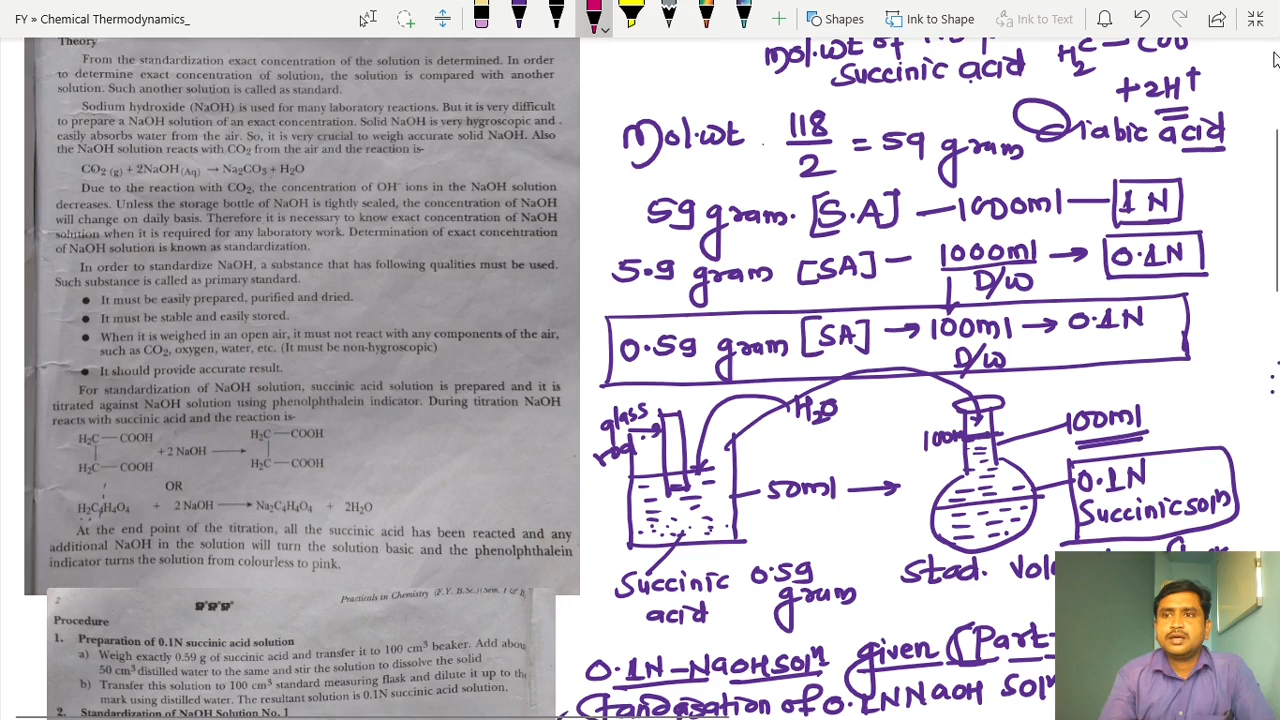 FY » Chemical Thermodynamics_
Shapes
Ink to Shape
Ink to Text
Theory
From the standardization exact concentration of the solution is determined. In order
to determine exact concentration of solution, the solution is compared with another
solution. Such another solution is called as standard.
Sodium hydroxide (NaOH) is used for many laboratory reactions. But it is very difficult
to prepare a NaOH solution of an exact concentration. Solid NaOH is very hygroscopic and
easily absorbs water from the air. So, it is very crucial to weigh accurate solid NaOH. Also
the NaOH solution reacts with CO2 from the air and the reaction is-
CO2 (g) + 2NaOH(Aq) → Na2CO3 + H2O
Due to the reaction with CO2, the concentration of OH⁻ ions in the NaOH solution
decreases. Unless the storage bottle of NaOH is tightly sealed, the concentration of NaOH
will change on daily basis. Therefore it is necessary to know exact concentration of NaOH
solution when it is required for any laboratory work. Determination of exact concentration
of NaOH solution is known as standardization.
In order to standardize NaOH, a substance that has following qualities must be used.
Such substance is called as primary standard.
● It must be easily prepared, purified and dried.
● It must be stable and easily stored.
● When it is weighed in an open air, it must not react with any components of the air,
such as CO2, oxygen, water, etc. (It must be non-hygroscopic)
● It should provide accurate result.
For standardization of NaOH solution, succinic acid solution is prepared and it is
titrated against NaOH solution using phenolphthalein indicator. During titration NaOH
reacts with succinic acid and the reaction is-
H2C — COOH H2C — COOH
+ 2 NaOH →
H2C — COOH H2C — COOH
OR
H2C4H4O4 + 2 NaOH → Na2C4H4O4 + 2H2O
At the end point of the titration, all the succinic acid has been reacted and any
additional NaOH in the solution will turn the solution basic and the phenolphthalein
indicator turns the solution from colourless to pink.
2 Practicals in Chemistry (F.Y. B.Sc.) (Sem. I &
Procedure
1. Preparation of 0.1N succinic acid solution
a) Weigh exactly 0.59 g of succinic acid and transfer it to 100 cm³ beaker. Add abou
50 cm³ distilled water to the sample and stir the solution to dissolve the solid
b) Transfer this solution to 100 cm³ standard measuring flask and dilute it up to the
mark using distilled water. The resultant solution is 0.1N succinic acid solution.
2. Standardization of NaOH Solution No. 1
mol.wt of
Succinic acid
H2C – COO
+2H⁺
Diabic acid
Mol.wt 118/2 = 59 gram
59 gram. [S.A] — 1000ml — 1 N
5.9 gram [SA] — 1000ml D/W → 0.1N
0.59 gram [SA] → 100ml D/W → 0.1N
glass rod
H2O
50ml →
100ml
100ml
0.1N
Succinic soln
Succinic acid 0.59 gram
Stad.
0.1N–NaOH soln given (Part-
Standasation of 0.1N NaOH soln